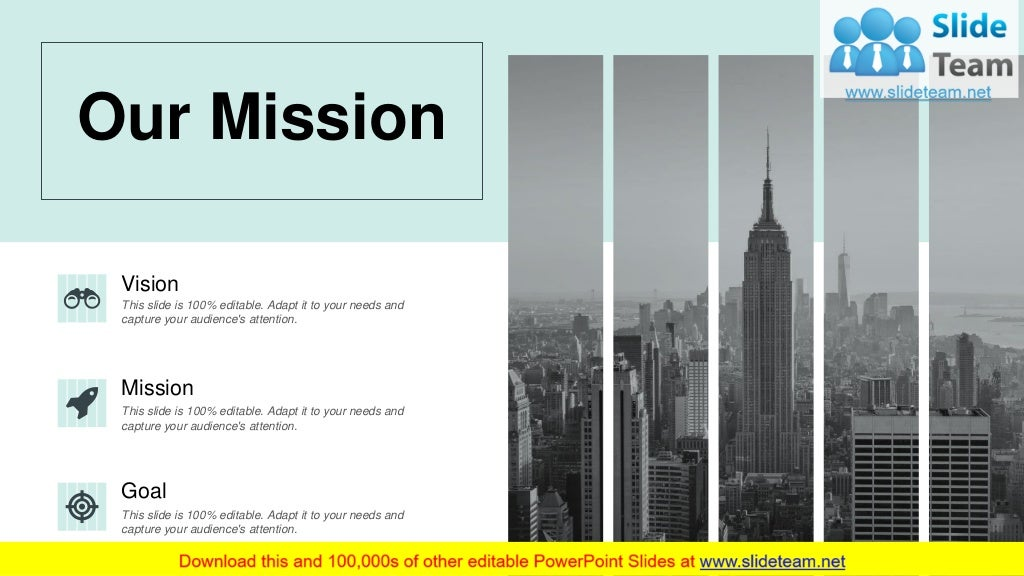 Slide
Team
www.slideteam.net
Our Mission
Vision
This slide is 100% editable. Adapt it to your needs and
capture your audience's attention.
Mission
This slide is 100% editable. Adapt it to your needs and
capture your audience's attention.
Goal
This slide is 100% editable. Adapt it to your needs and
capture your audience's attention.
Download this and 100,000s of other editable PowerPoint Slides at www.slideteam.net